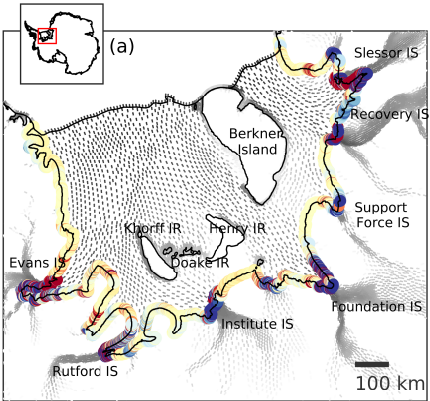 (a)
Slessor IS
Recovery IS
Berkner
Island
Support
Force IS
Khorff IR
Henry IR
Doake IR
Evans IS
Foundation IS
Institute IS
Rutford IS
100 km